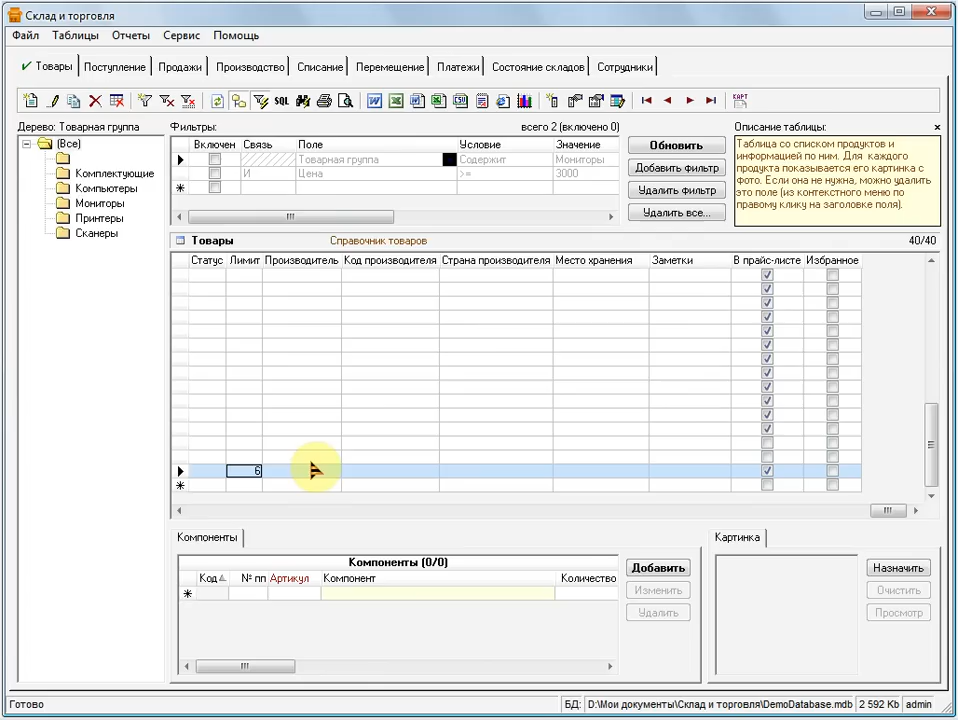 Склад и торговля
Файл Таблицы Отчеты Сервис Помощь
Товары Поступление Продажи Производство Списание Перемещение Платежи Состояние складов Сотрудники
SQL CSV КАРТ
Дерево: Товарная группа
(Все)
Комплектующие
Компьютеры
Мониторы
Принтеры
Сканеры
Фильтры: всего 2 (включено 0)
Включен Связь Поле Условие Значение
Товарная группа Содержит Мониторы
И Цена >= 3000
Обновить
Добавить фильтр
Удалить фильтр
Удалить все...
Описание таблицы:
Таблица со списком продуктов и
информацией по ним. Для каждого
продукта показывается его картинка с
фото. Если она не нужна, можно удалить
это поле (из контекстного меню по
правому клику на заголовке поля).
Товары Справочник товаров 40/40
Статус Лимит Производитель Код производителя Страна производителя Место хранения Заметки В прайс-листе Избранное
6
Компоненты
Компоненты (0/0)
Код № пп Артикул Компонент Количество
Добавить
Изменить
Удалить
Картинка
Назначить
Очистить
Просмотр
Готово БД: D:\Мои документы\Склад и торговля\DemoDatabase.mdb 2 592 Kb admin